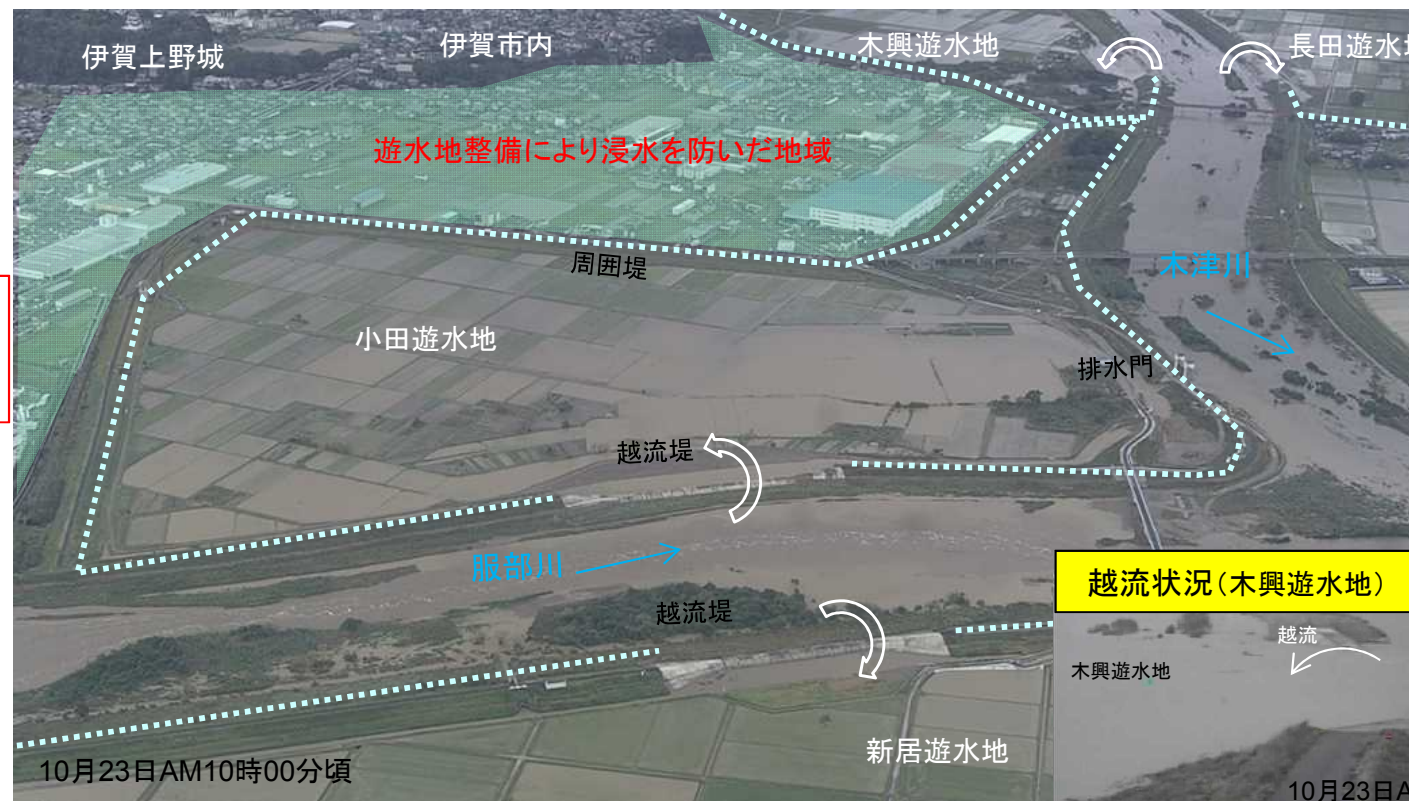 伊賀上野城
伊賀市内
木興遊水地
長田遊水
遊水地整備により浸水を防いだ地域
周囲堤
木津川
小田遊水地
排水門
越流堤
服部川
越流堤
越流状況(木興遊水地)
越流
木興遊水地
新居遊水地
10月23日AM10時00分頃
10月23日A